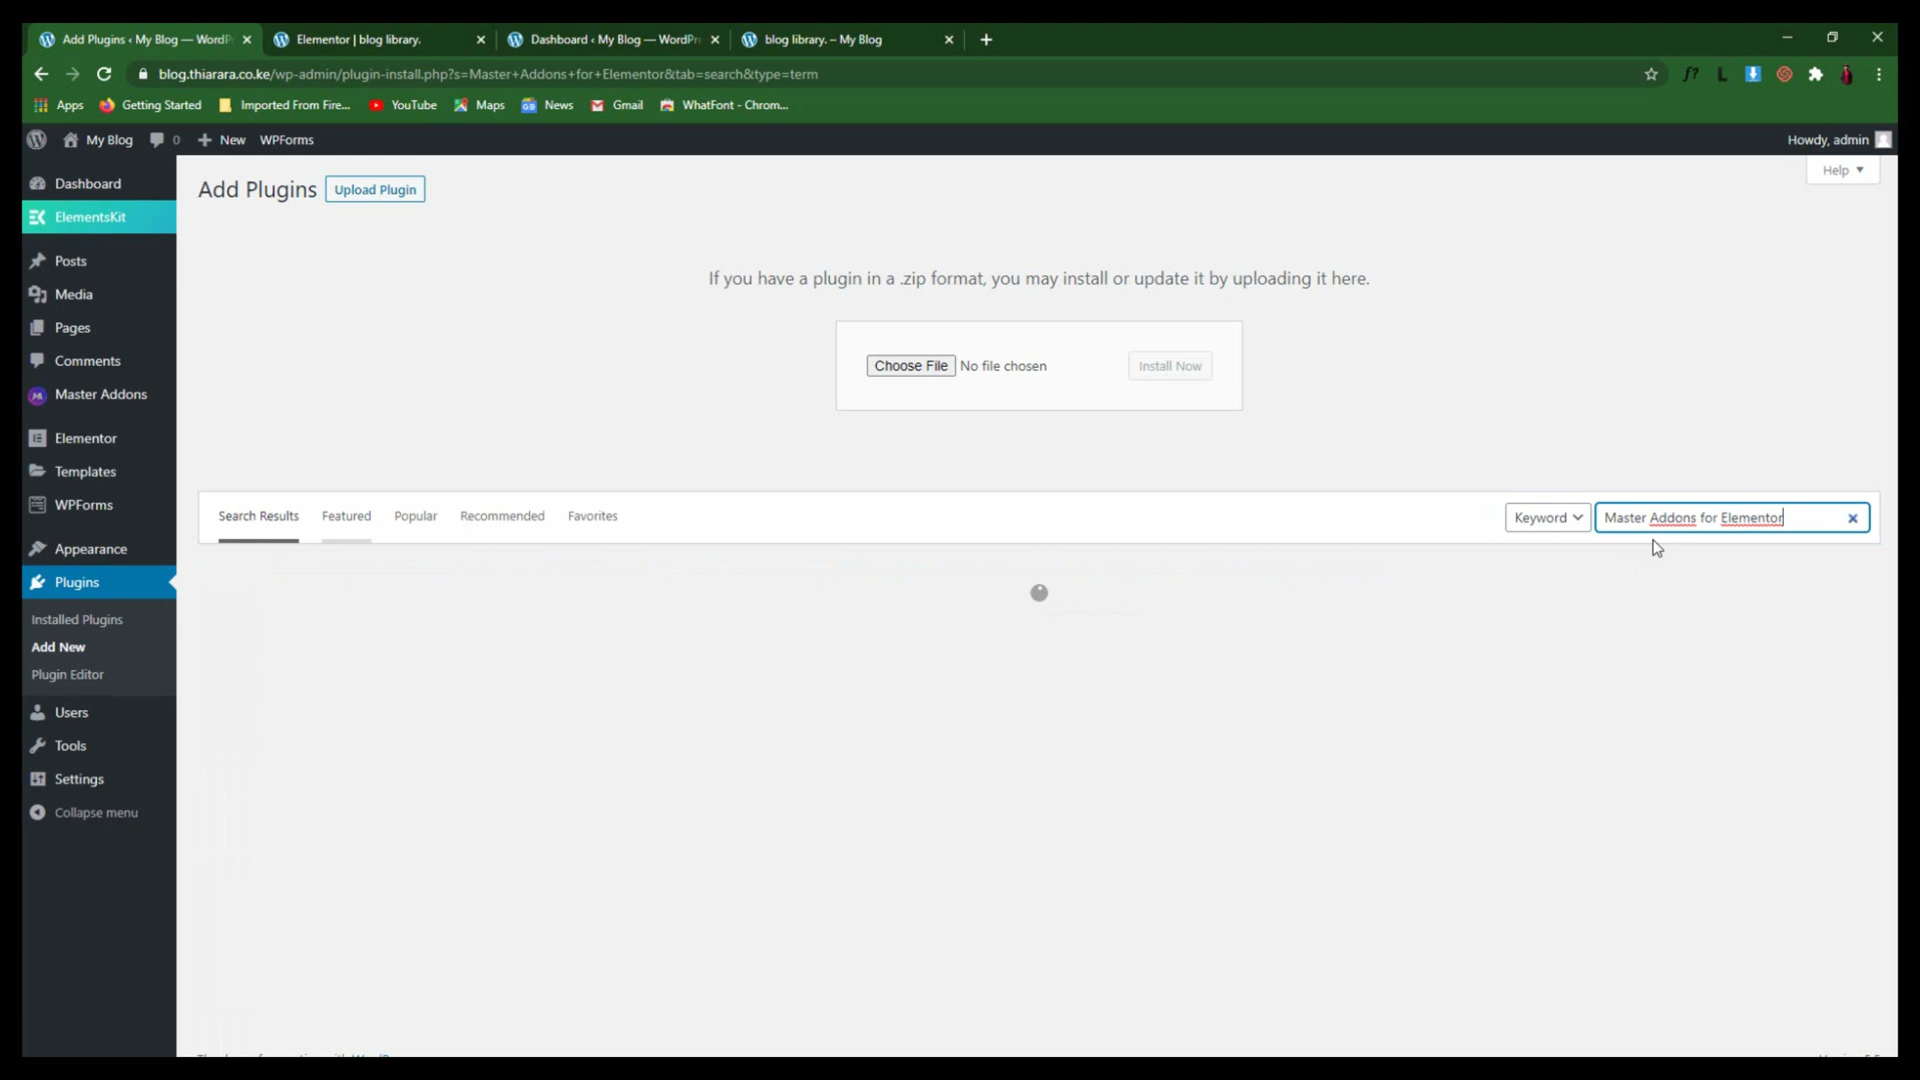 Add Plugins ‹ My Blog — WordP
Elementor | blog library.
Dashboard ‹ My Blog — WordPr
blog library. – My Blog
blog.thiarara.co.ke/wp-admin/plugin-install.php?s=Master+Addons+for+Elementor&tab=search&type=term
Apps
Getting Started
Imported From Fire...
YouTube
Maps
News
Gmail
WhatFont - Chrom...
My Blog
0
New
WPForms
Howdy, admin
Dashboard
ElementsKit
Posts
Media
Pages
Comments
Master Addons
Elementor
Templates
WPForms
Appearance
Plugins
Installed Plugins
Add New
Plugin Editor
Users
Tools
Settings
Collapse menu
Help
Add Plugins
Upload Plugin
If you have a plugin in a .zip format, you may install or update it by uploading it here.
Choose File No file chosen
Install Now
Search Results
Featured
Popular
Recommended
Favorites
Keyword
Master Addons for Elementor